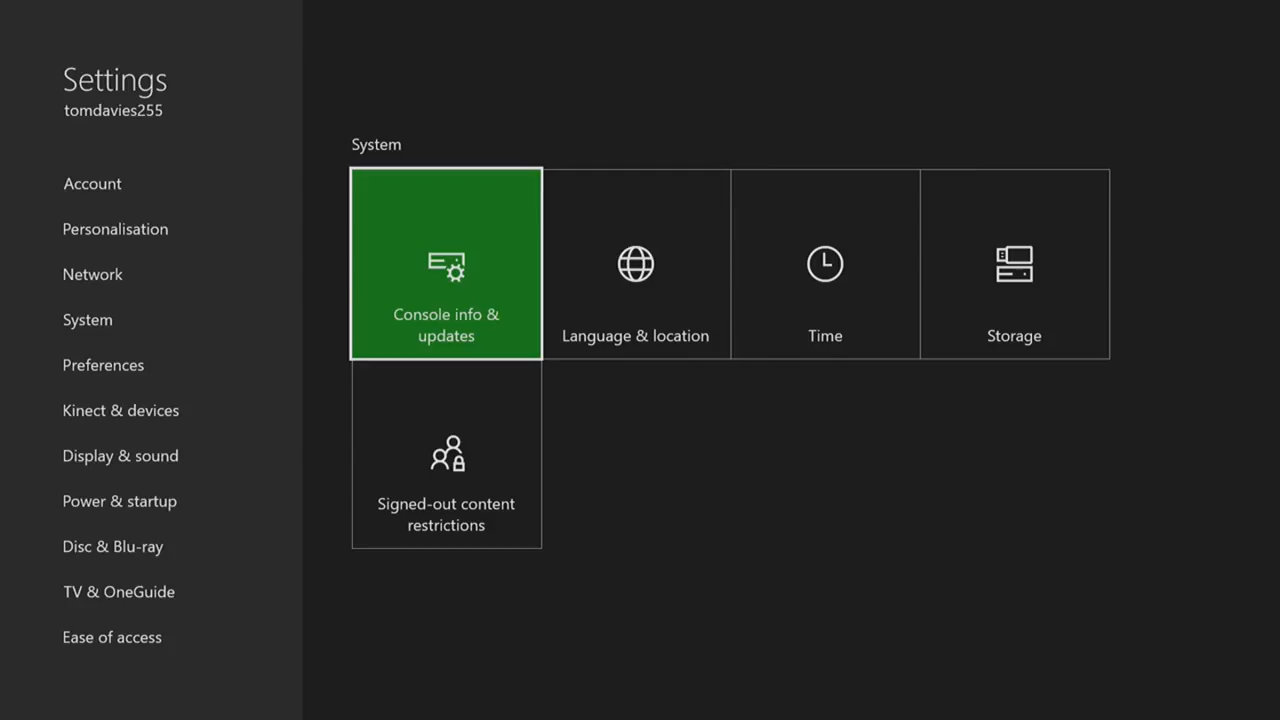 Settings
tomdavies255
Account
Personalisation
Network
System
Preferences
Kinect & devices
Display & sound
Power & startup
Disc & Blu-ray
TV & OneGuide
Ease of access
System
Console info &
updates
Language & location
Time
Storage
Signed-out content
restrictions